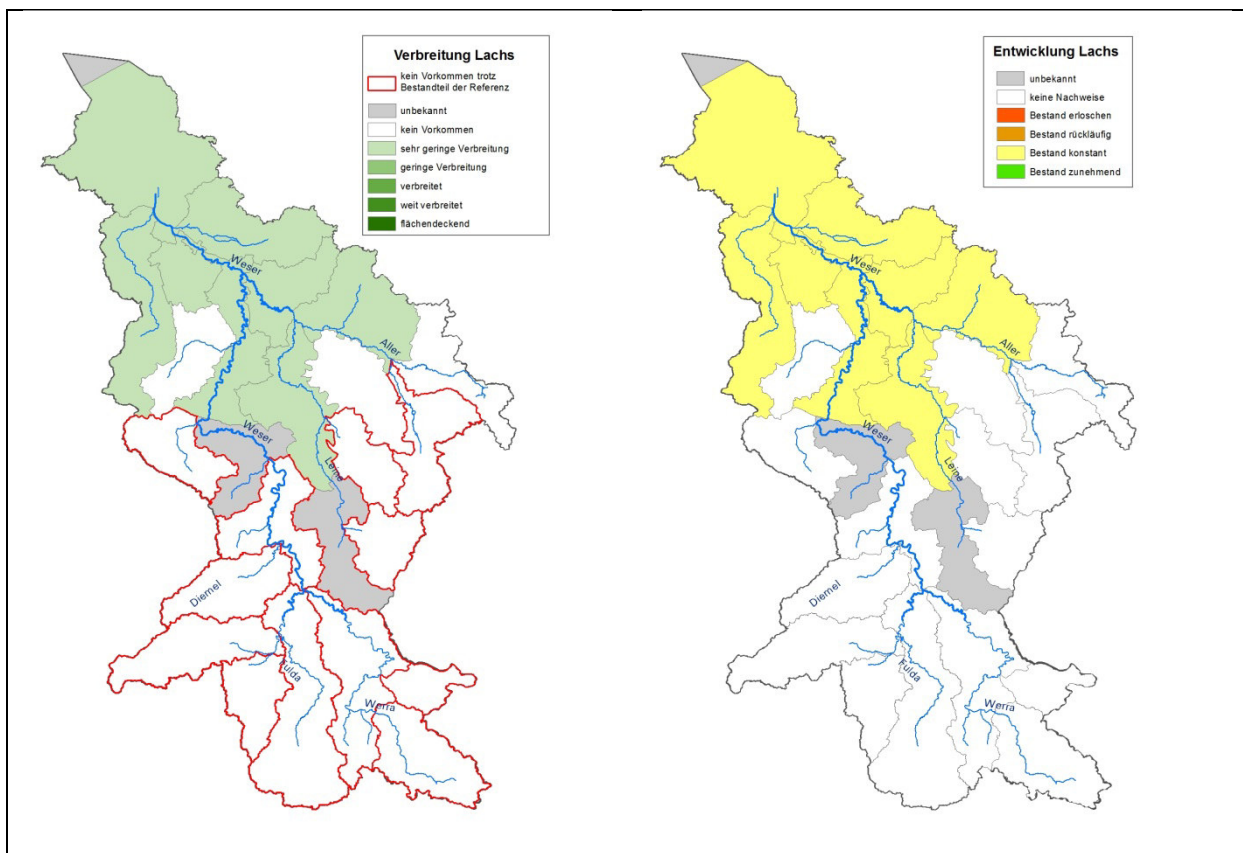 Verbreitung Lachs
kein Vorkommen trotz
Bestandteil der Referenz
unbekannt
kein Vorkommen
sehr geringe Verbreitung
geringe Verbreitung
verbreitet
weit verbreitet
flächendeckend
Weser
Aller
Weser
Leine
Diemel
Fulda
Werra
Entwicklung Lachs
unbekannt
keine Nachweise
Bestand erloschen
Bestand rückläufig
Bestand konstant
Bestand zunehmend
Weser
Aller
Weser
Leine
Diemel
Fulda
Werra